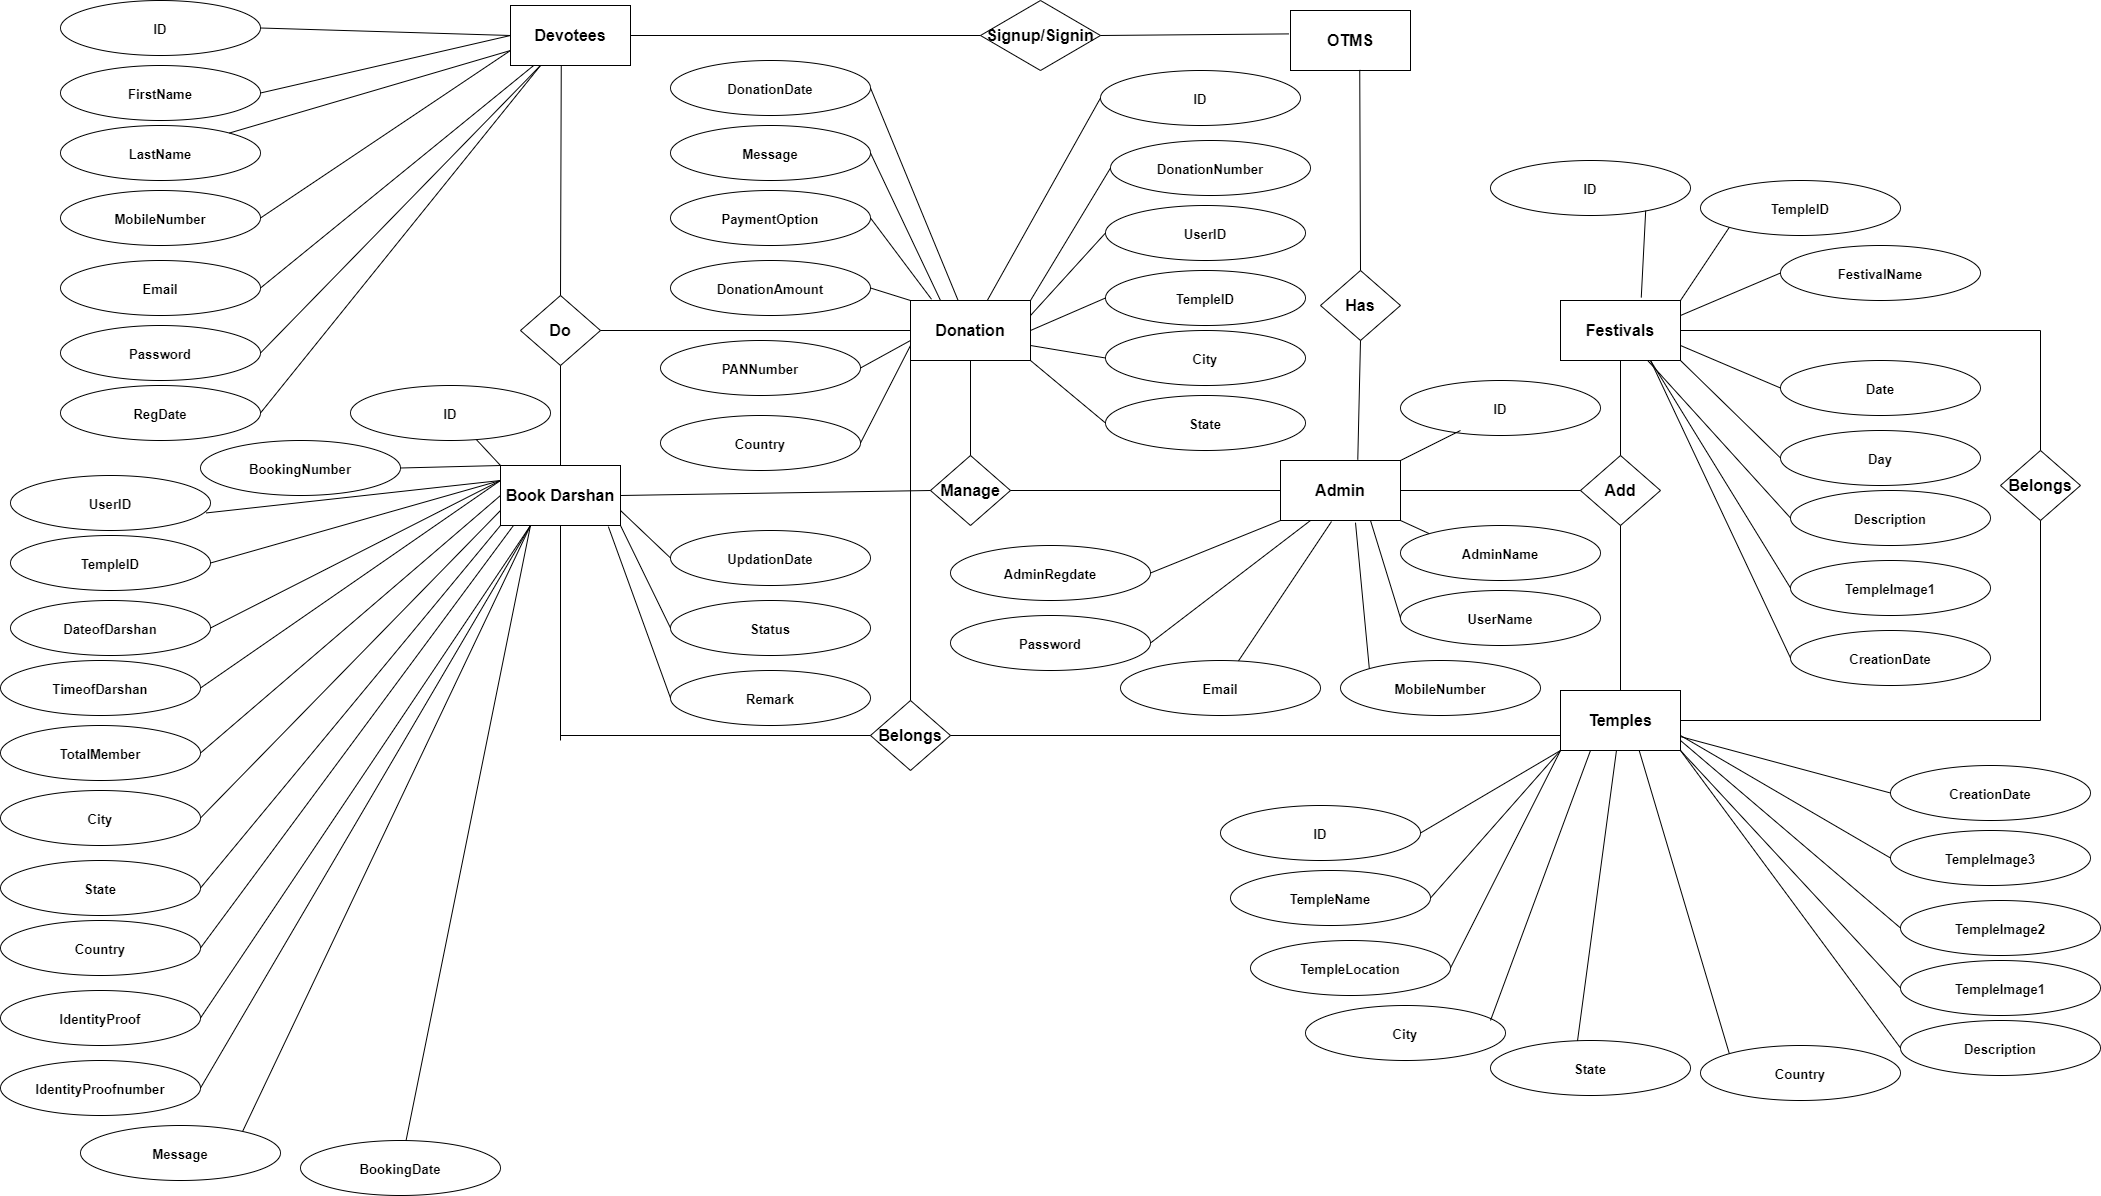 ID
Devotees
Signup/Signin
OTMS
FirstName
LastName
MobileNumber
Email
Password
RegDate
DonationDate
Message
PaymentOption
DonationAmount
PANNumber
Country
ID
DonationNumber
UserID
TempleID
City
State
Do
Donation
Has
ID
TempleID
FestivalName
Festivals
Date
Day
Description
TempleImage1
CreationDate
Belongs
ID
BookingNumber
UserID
TempleID
DateofDarshan
TimeofDarshan
TotalMember
City
State
Country
IdentityProof
IdentityProofnumber
Message
BookingDate
Book Darshan
UpdationDate
Status
Remark
Manage
Admin
ID
Add
AdminRegdate
Password
Email
MobileNumber
UserName
AdminName
Belongs
Temples
ID
TempleName
TempleLocation
City
State
Country
CreationDate
TempleImage3
TempleImage2
TempleImage1
Description